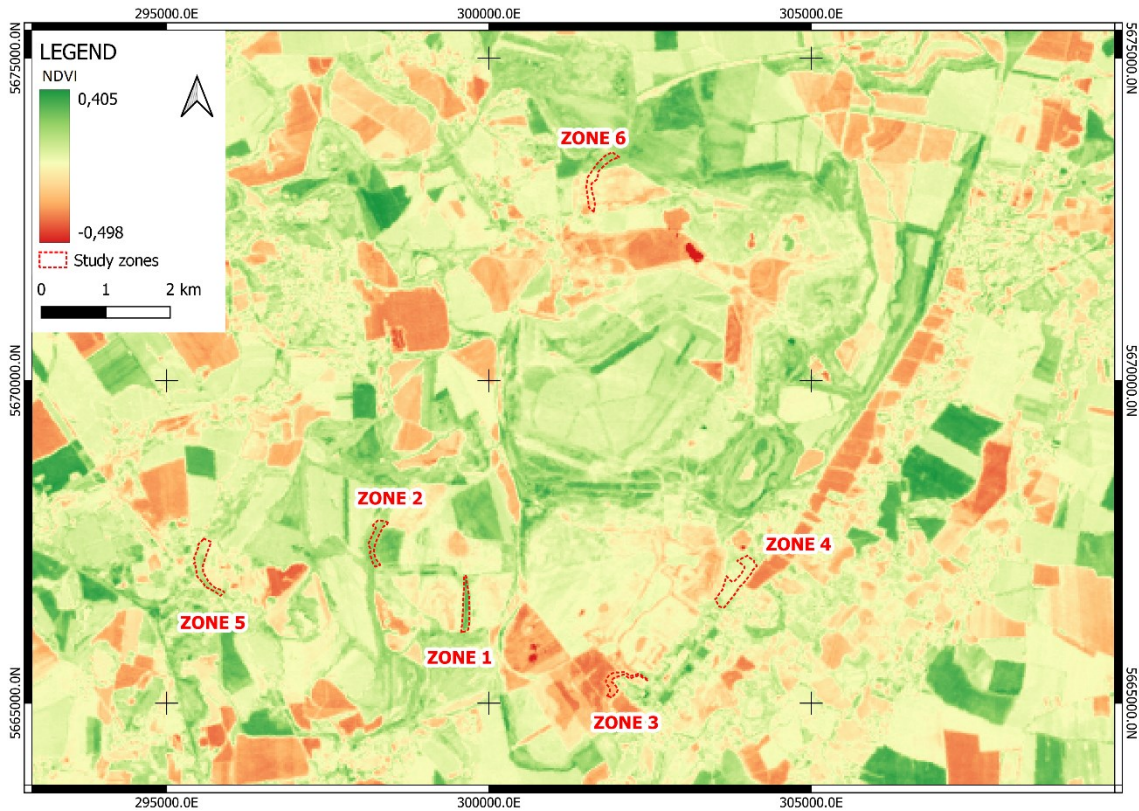 295000.0E 300000.0E 305000.0E
5675000.0N
5675000.0N
LEGEND
NDVI
0,405
-0,498
Study zones
0 1 2 km
ZONE 6
5670000.0N
5670000.0N
ZONE 2
ZONE 4
ZONE 5
ZONE 1
ZONE 3
5665000.0N
5665000.0N
295000.0E 300000.0E 305000.0E